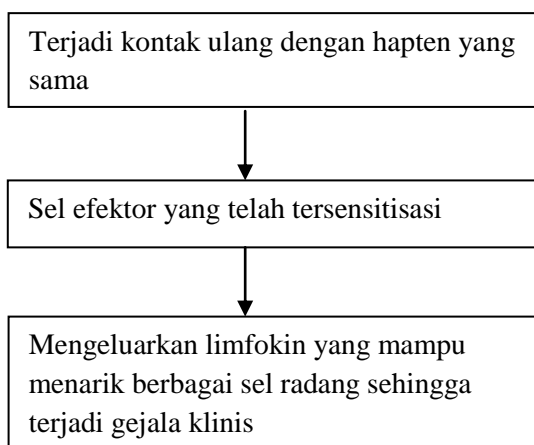 Terjadi kontak ulang dengan hapten yang
sama
Sel efektor yang telah tersensitisasi
Mengeluarkan limfokin yang mampu
menarik berbagai sel radang sehingga
terjadi gejala klinis